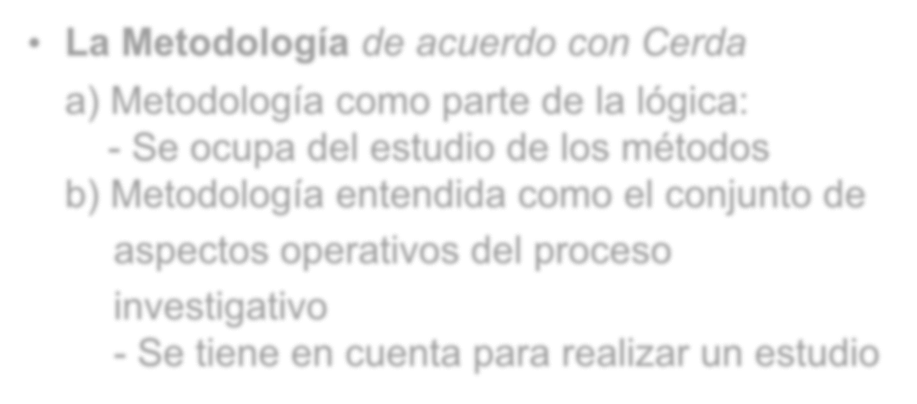 • La Metodología de acuerdo con Cerda
a) Metodología como parte de la lógica:
- Se ocupa del estudio de los métodos
b) Metodología entendida como el conjunto de
aspectos operativos del proceso
investigativo
- Se tiene en cuenta para realizar un estudio